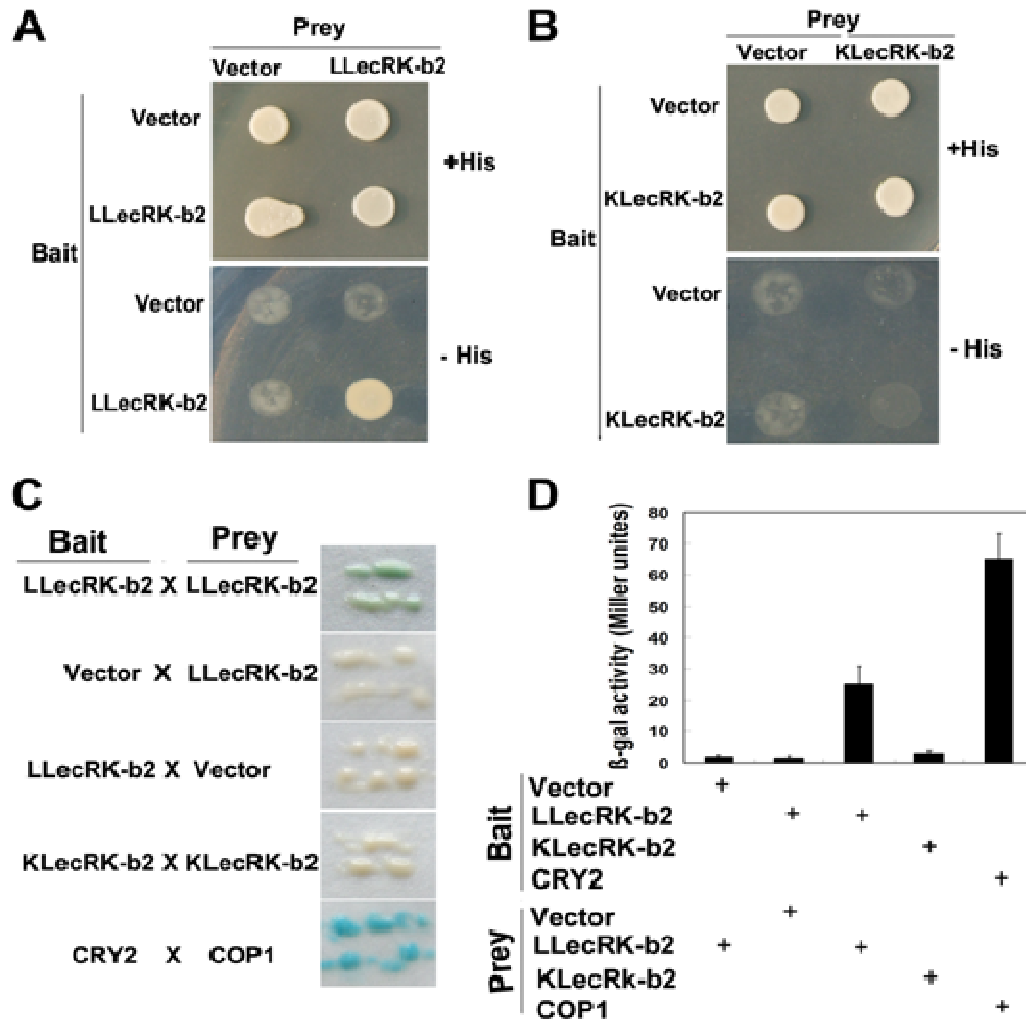 A
Prey
Vector LLecRK-b2
Vector
+His
LLecRK-b2
Bait
Vector
- His
LLecRK-b2
B
Prey
Vector KLecRK-b2
Vector
+His
KLecRK-b2
Bait
Vector
- His
KLecRK-b2
C
Bait Prey
LLecRK-b2 X LLecRK-b2
Vector X LLecRK-b2
LLecRK-b2 X Vector
KLecRK-b2 X KLecRK-b2
CRY2 X COP1
D
ß-gal activity (Miller unites)
80
70
60
50
40
30
20
10
0
Bait
Vector +
LLecRK-b2 + +
KLecRK-b2 +
CRY2 +
Prey
Vector +
LLecRK-b2 + +
KLecRk-b2 +
COP1 +